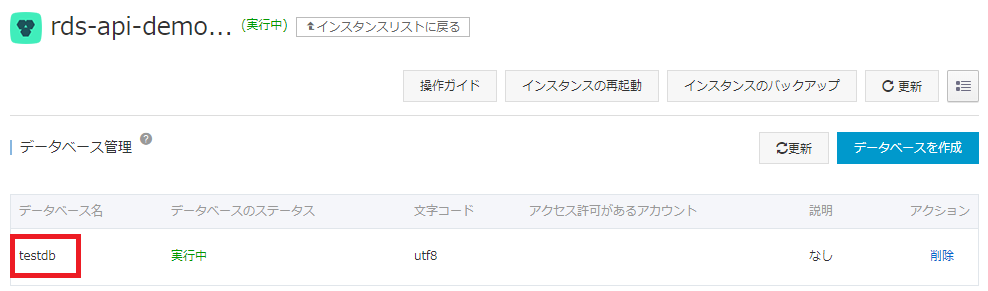 rds-api-demo... (実行中) インスタンスリストに戻る
操作ガイド インスタンスの再起動 インスタンスのバックアップ 更新
データベース管理 ? 更新 データベースを作成
データベース名 データベースのステータス 文字コード アクセス許可があるアカウント 説明 アクション
testdb 実行中 utf8 なし 削除